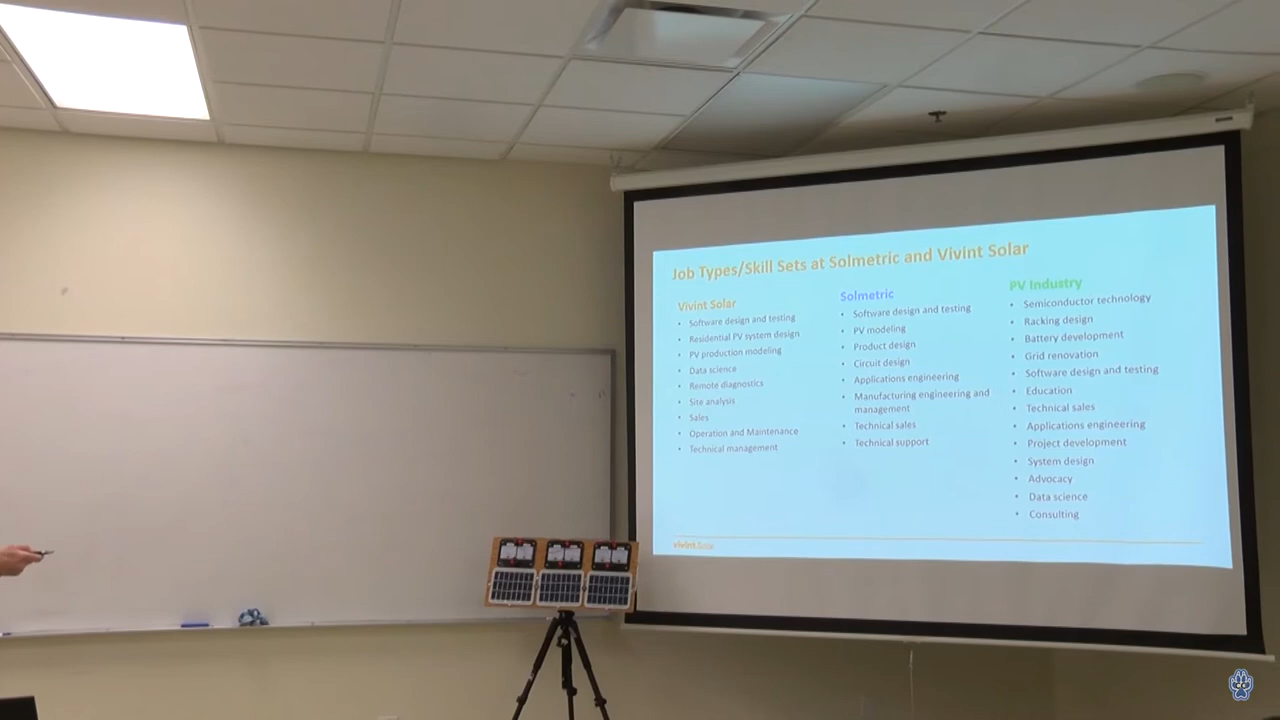 Job Types/Skill Sets at Solmetric and Vivint Solar
Vivint Solar
• Software design and testing
• Residential PV system design
• PV production modeling
• Data science
• Remote diagnostics
• Site analysis
• Sales
• Operation and Maintenance
• Technical management
Solmetric
• Software design and testing
• PV modeling
• Product design
• Circuit design
• Applications engineering
• Manufacturing engineering and
management
• Technical sales
• Technical support
PV Industry
• Semiconductor technology
• Racking design
• Battery development
• Grid renovation
• Software design and testing
• Education
• Technical sales
• Applications engineering
• Project development
• System design
• Advocacy
• Data science
• Consulting
vivint.Solar